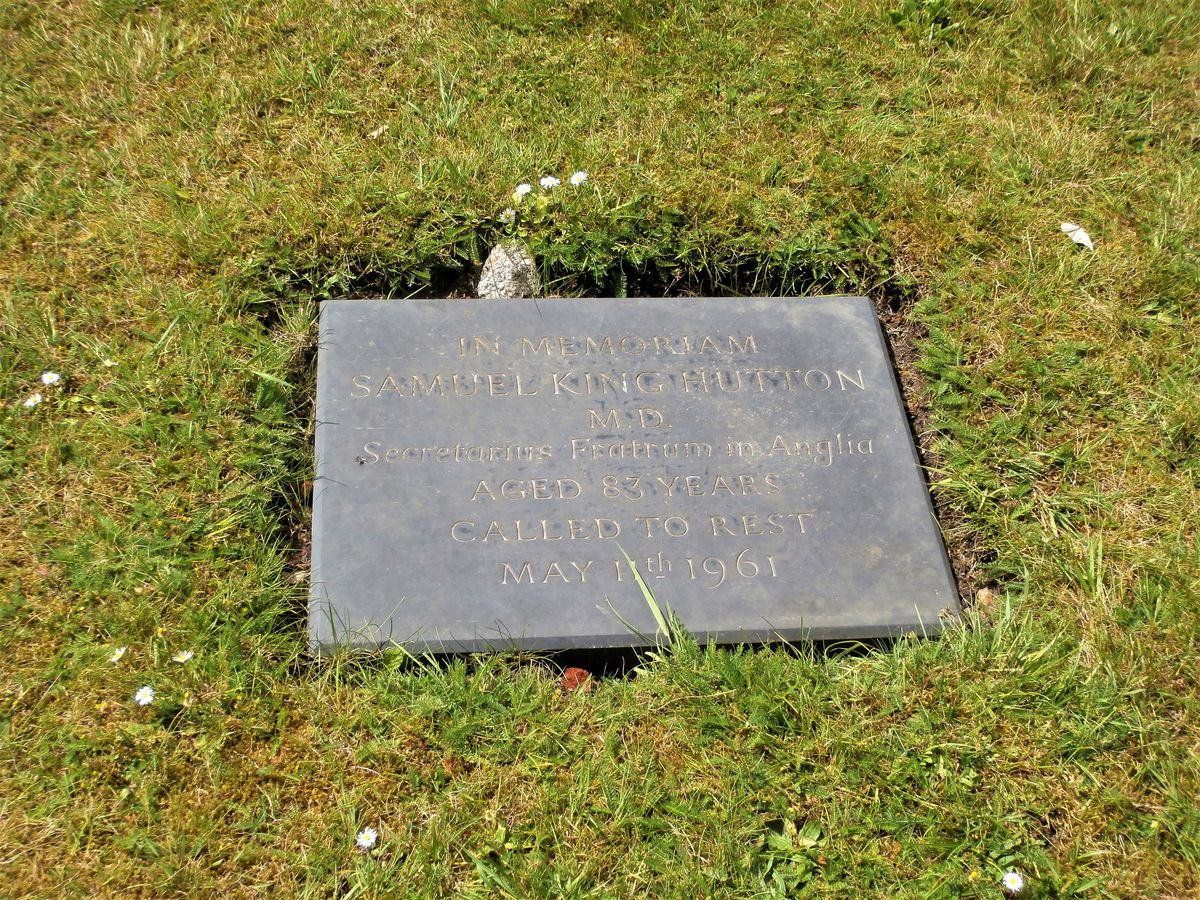 IN MEMORIAM
SAMUEL KING HUTTON
M.D.
Secretarius Fratrum in Anglia
AGED 83 YEARS
CALLED TO REST
MAY 11th 1961